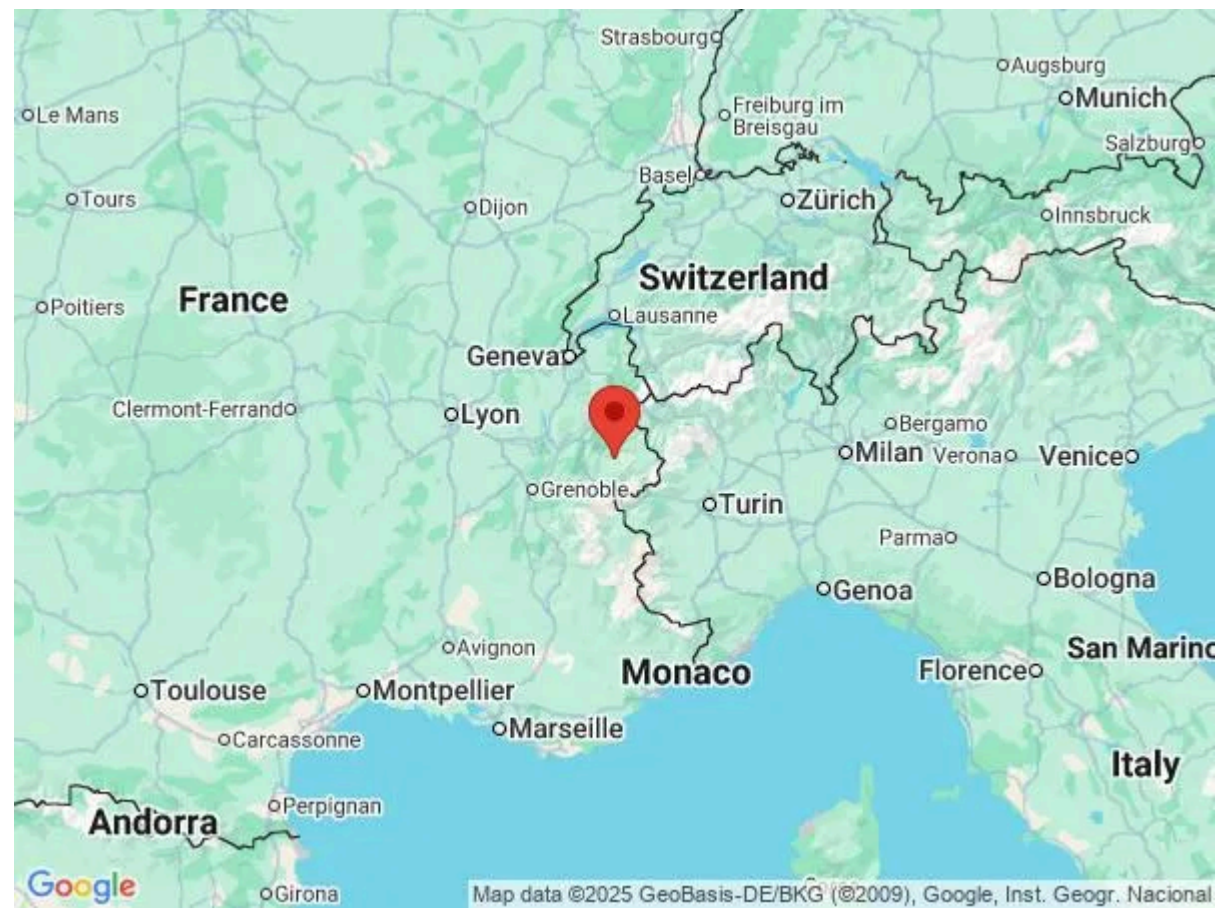 Strasbourg
Augsburg
Munich
Le Mans
Freiburg im
Breisgau
Salzburg
Basel
Zürich
Tours
Dijon
Innsbruck
Switzerland
France
Poitiers
Lausanne
Geneva
Clermont-Ferrand
Lyon
Bergamo
Milan
Verona
Venice
Grenoble
Turin
Parma
Genoa
Bologna
Avignon
San Marino
Monaco
Florence
Toulouse
Montpellier
Marseille
Carcassonne
Italy
Perpignan
Andorra
Google
Girona
Map data ©2025 GeoBasis-DE/BKG (©2009), Google, Inst. Geogr. Nacional